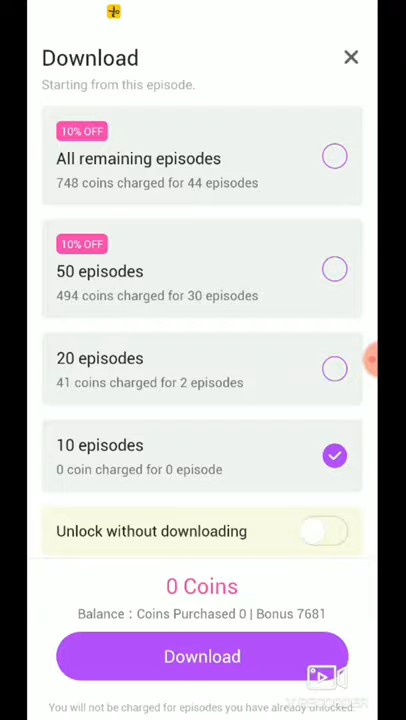 Download
Starting from this episode.
10% OFF
All remaining episodes
748 coins charged for 44 episodes
10% OFF
50 episodes
494 coins charged for 30 episodes
20 episodes
41 coins charged for 2 episodes
10 episodes
0 coin charged for 0 episode
Unlock without downloading
0 Coins
Balance : Coins Purchased 0 | Bonus 7681
Download
You will not be charged for episodes you have already unlocked.